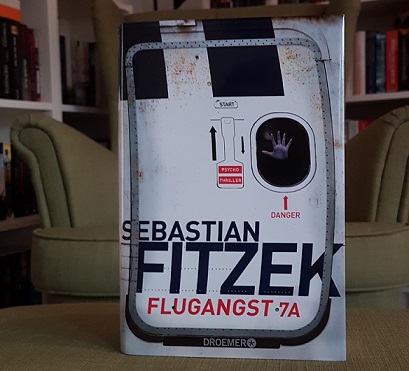 START
PSYCHO
THRILLER
DANGER
SEBASTIAN
FITZEK
FLUGANGST 7A
DROEMER